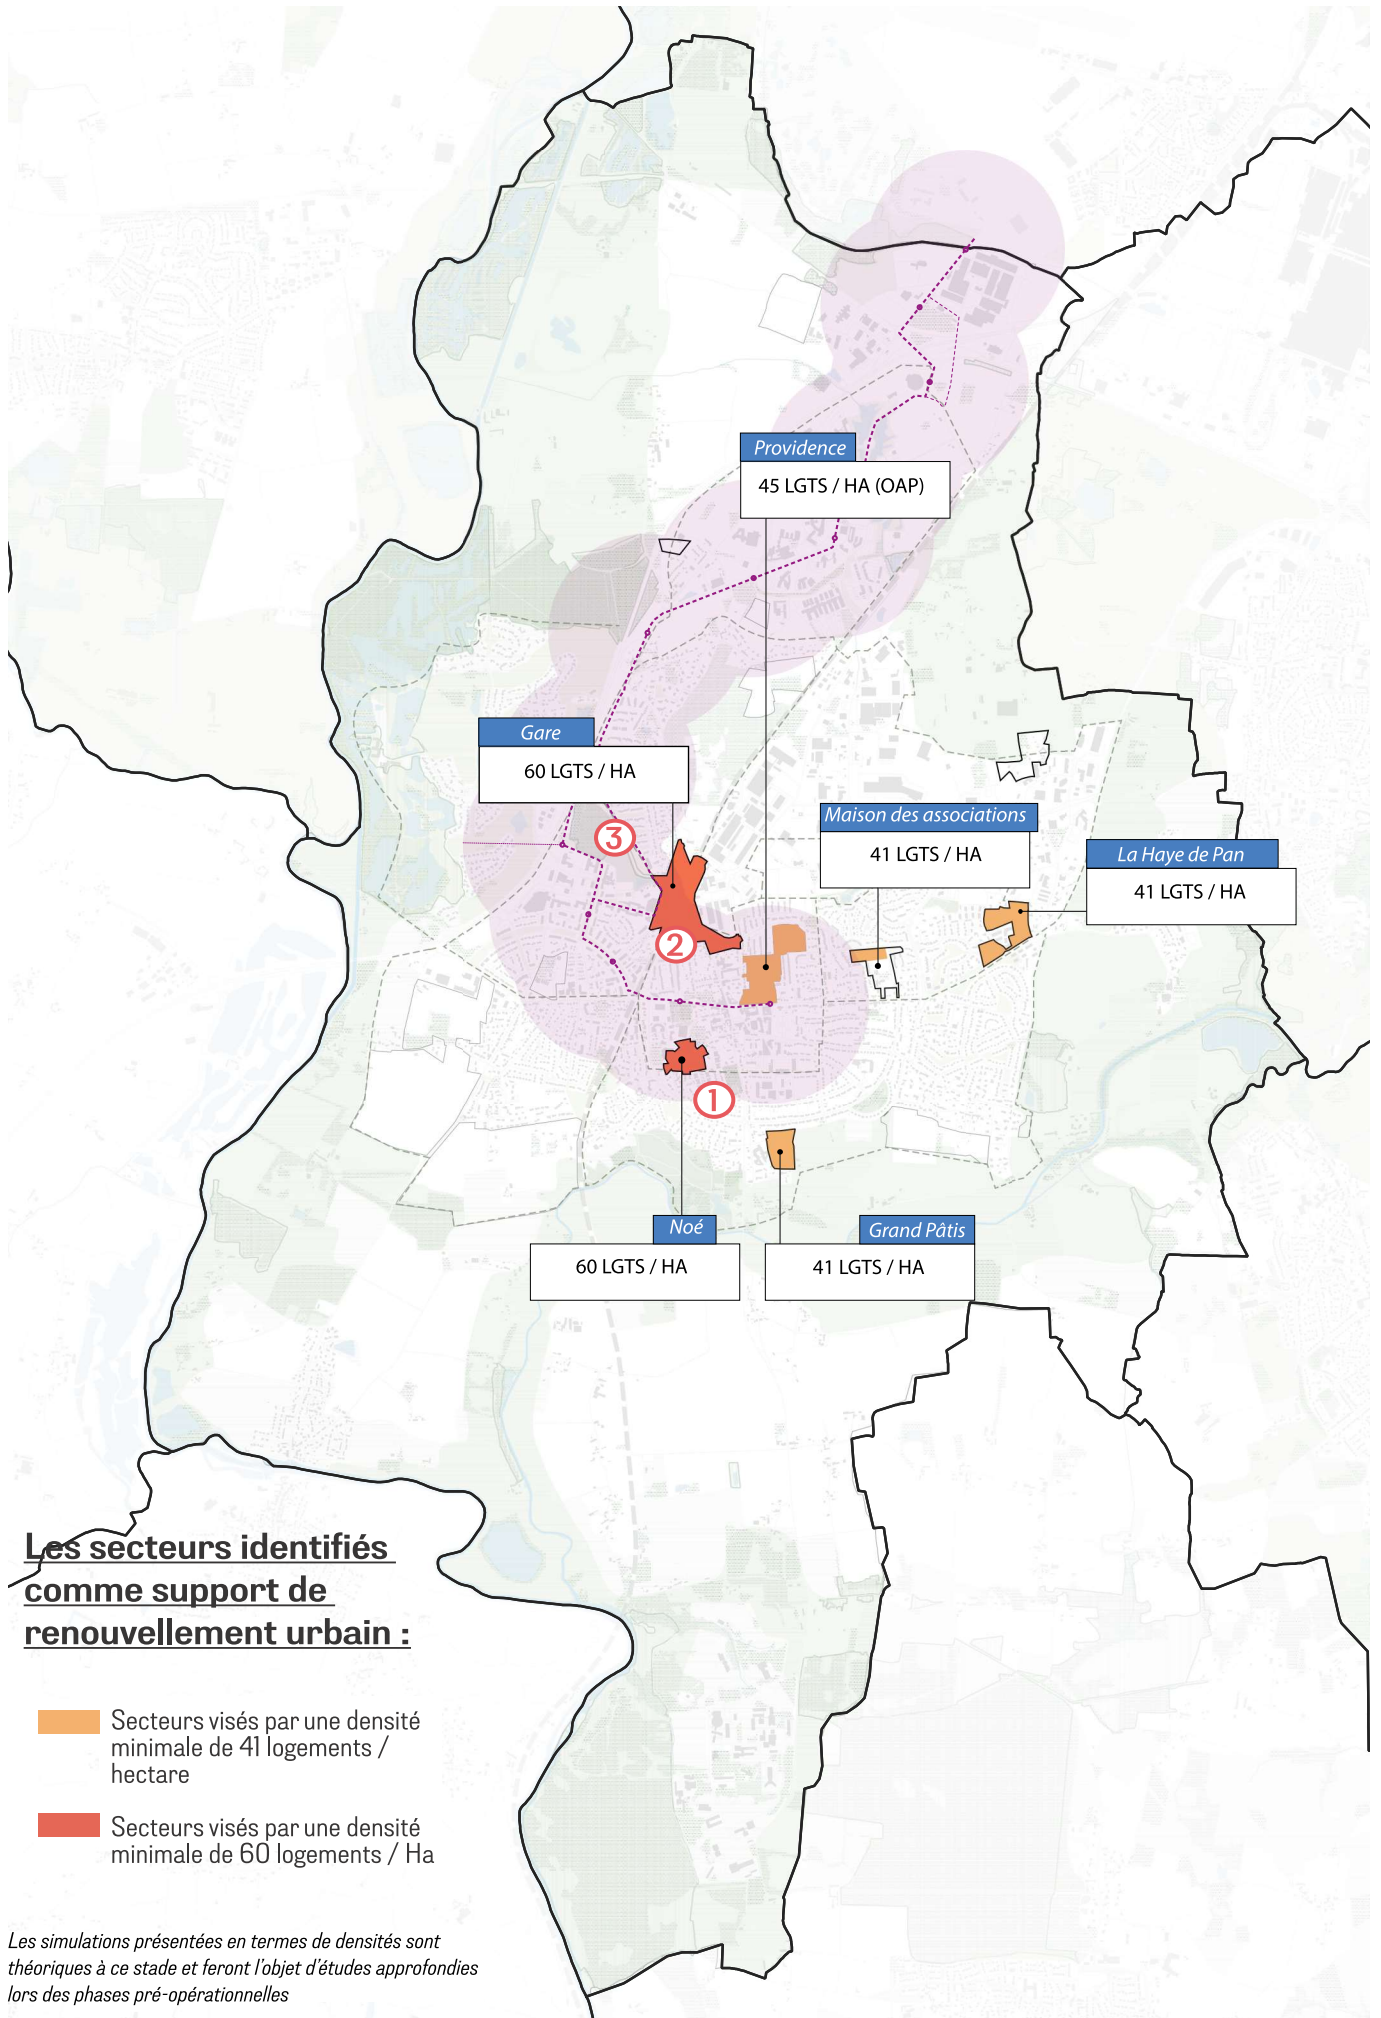 Providence
45 LGTS / HA (OAP)
Gare
60 LGTS / HA
3
Maison des associations
41 LGTS / HA
La Haye de Pan
41 LGTS / HA
2
1
Noé
60 LGTS / HA
Grand Pâtis
41 LGTS / HA
Les secteurs identifiés
comme support de
renouvellement urbain :
Secteurs visés par une densité
minimale de 41 logements /
hectare
Secteurs visés par une densité
minimale de 60 logements / Ha
Les simulations présentées en termes de densités sont
théoriques à ce stade et feront l'objet d'études approfondies
lors des phases pré-opérationnelles